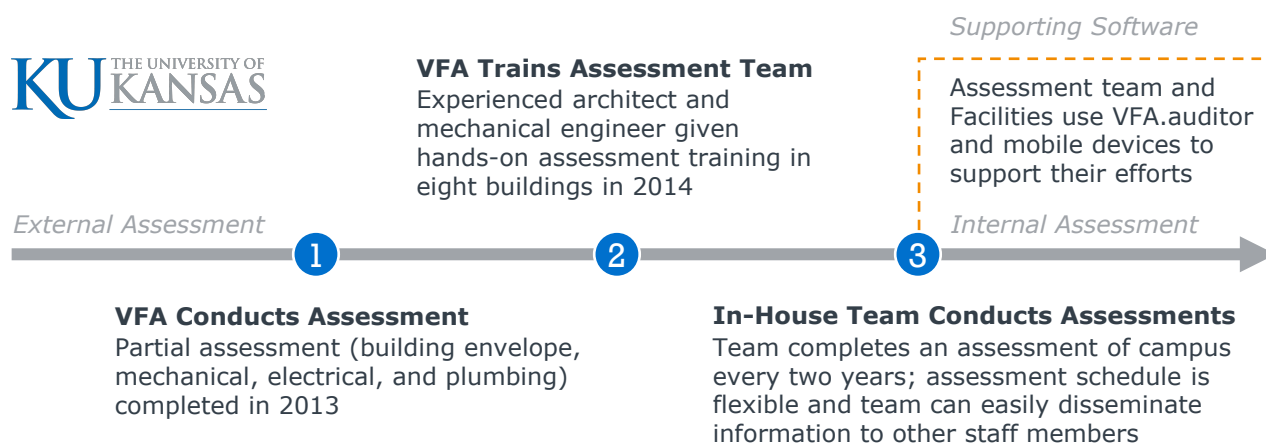 KU THE UNIVERSITY OF
KANSAS
VFA Trains Assessment Team
Experienced architect and
mechanical engineer given
hands-on assessment training in
eight buildings in 2014
Supporting Software
Assessment team and
Facilities use VFA.auditor
and mobile devices to
support their efforts
External Assessment
Internal Assessment
1
2
3
VFA Conducts Assessment
Partial assessment (building envelope,
mechanical, electrical, and plumbing)
completed in 2013
In-House Team Conducts Assessments
Team completes an assessment of campus
every two years; assessment schedule is
flexible and team can easily disseminate
information to other staff members